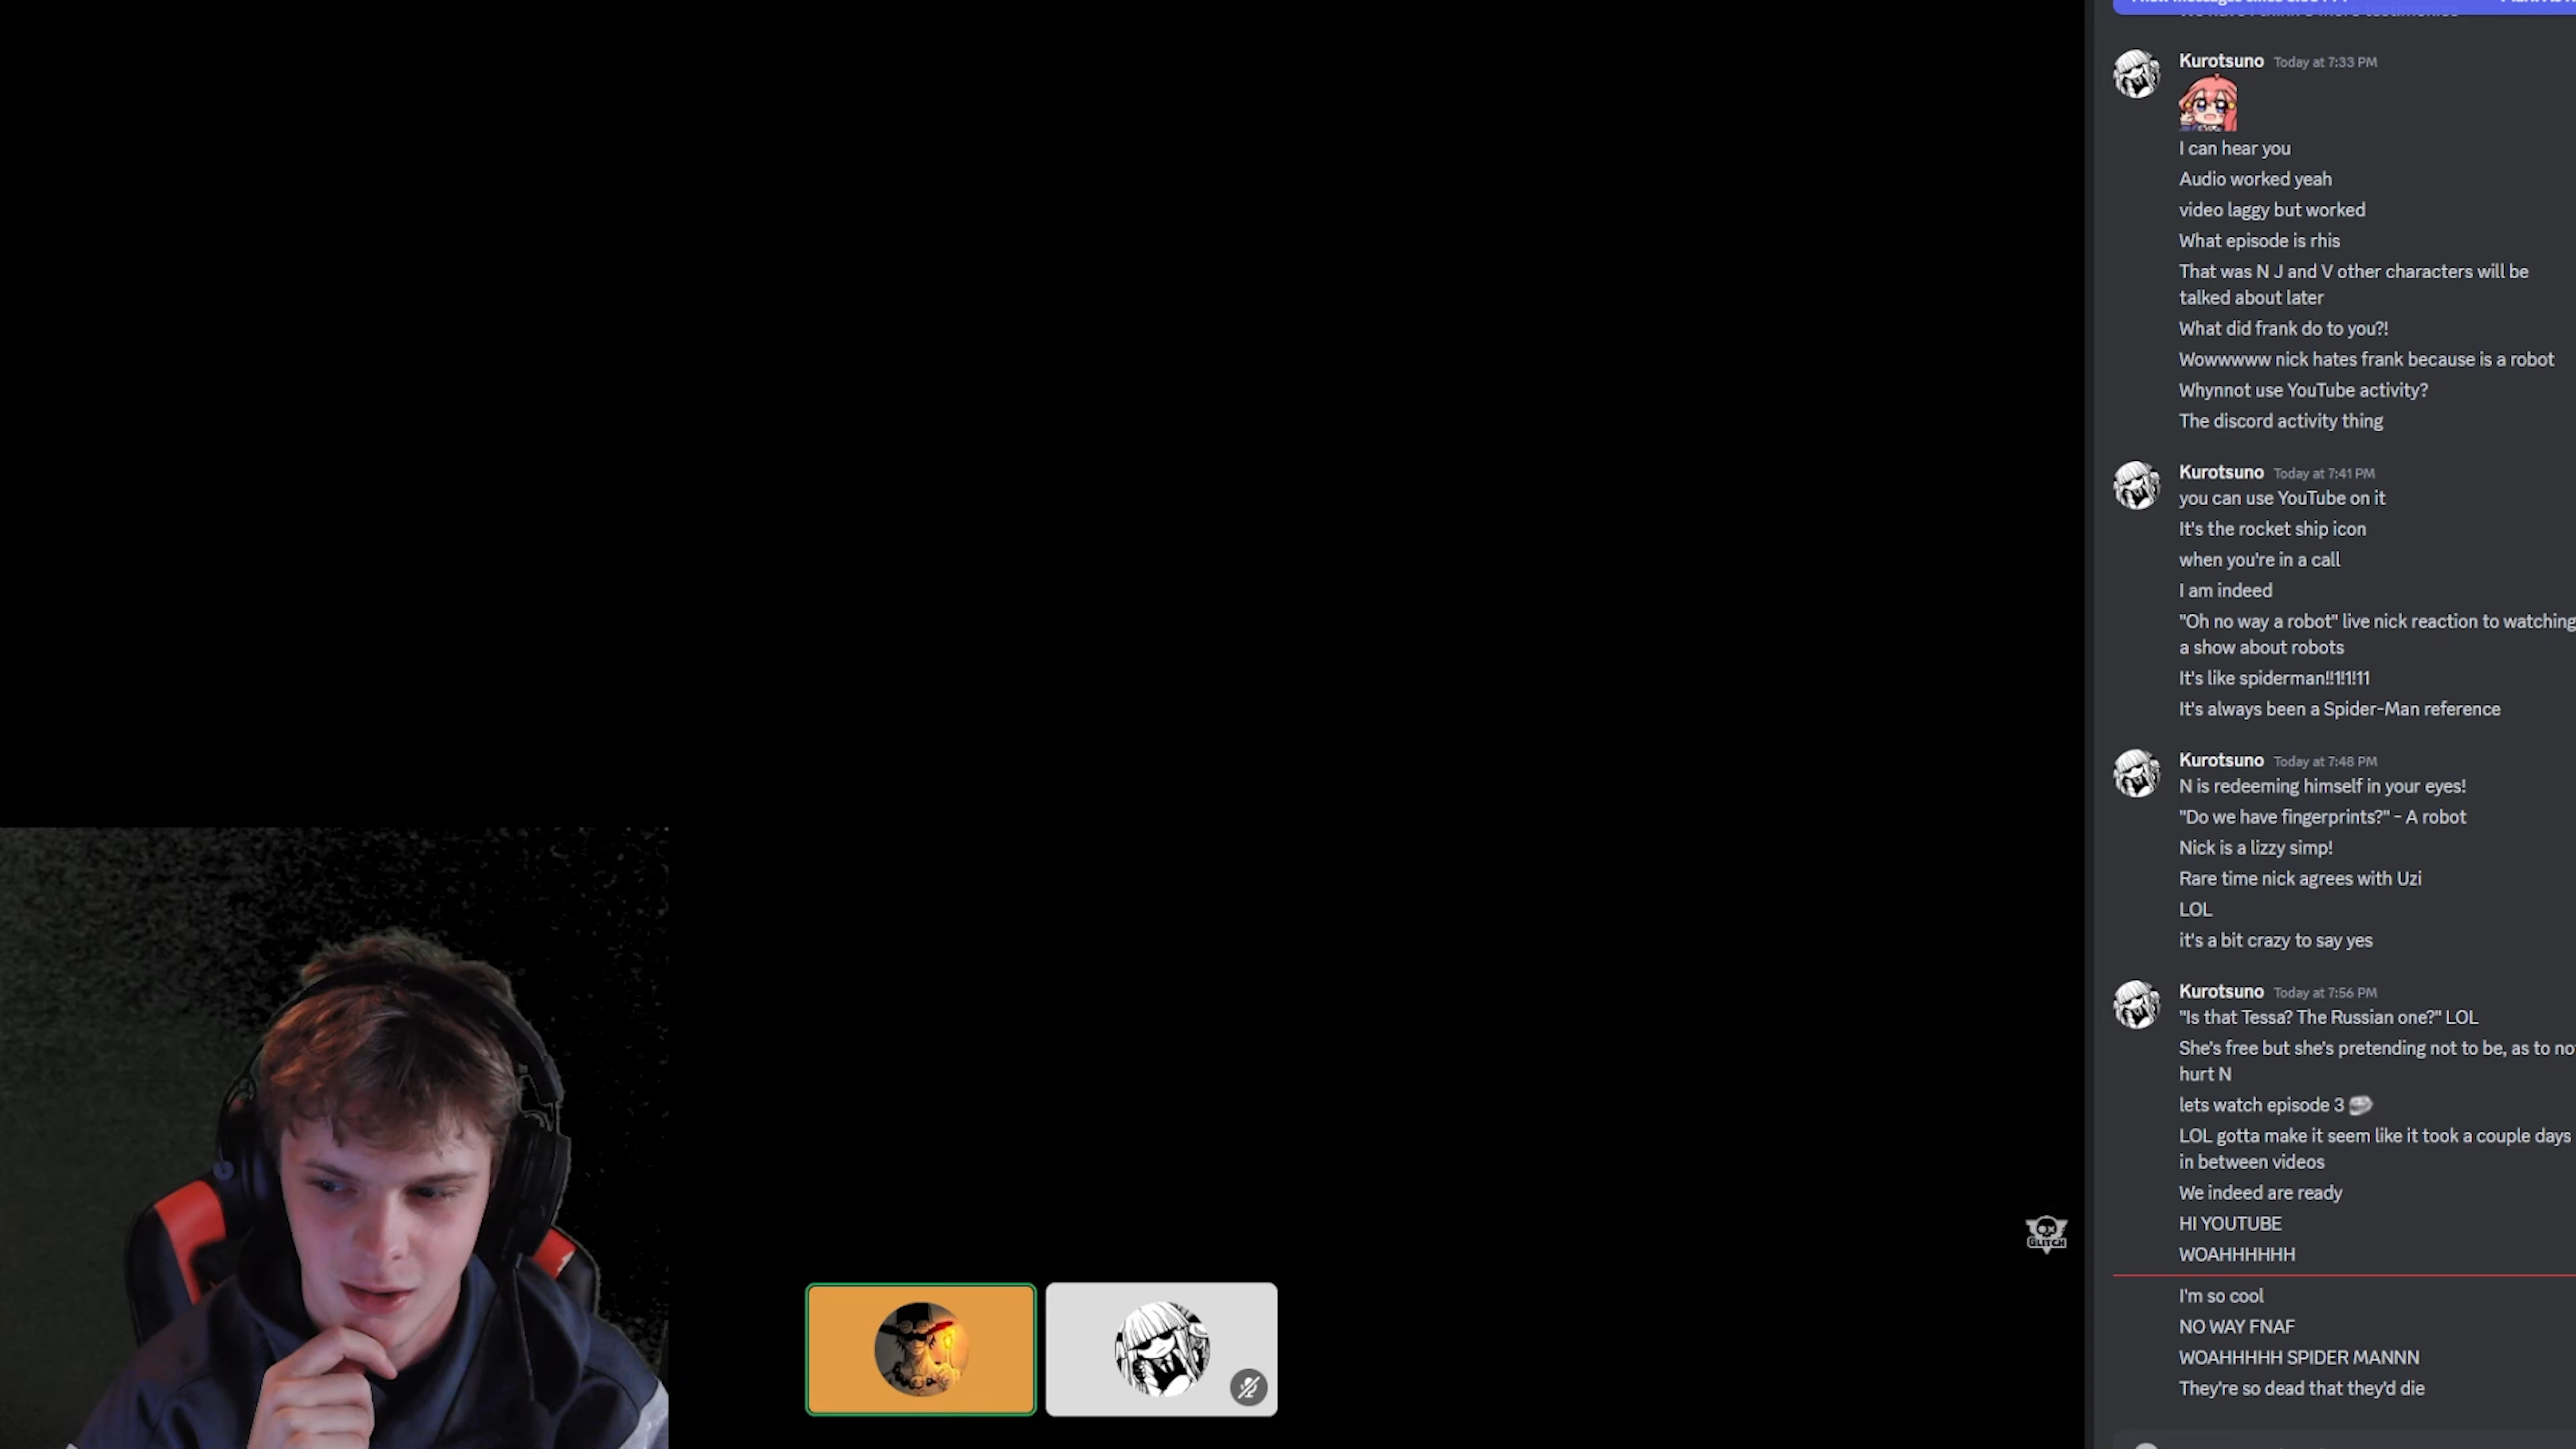 Kurotsuno Today at 7:33 PM
I can hear you
Audio worked yeah
video laggy but worked
What episode is rhis
That was N J and V other characters will be
talked about later
What did frank do to you?!
Wowwwww nick hates frank because is a robot
Whynnot use YouTube activity?
The discord activity thing
Kurotsuno Today at 7:41 PM
you can use YouTube on it
It's the rocket ship icon
when you're in a call
I am indeed
"Oh no way a robot" live nick reaction to watching
a show about robots
It's like spiderman!!1!1!11
It's always been a Spider-Man reference
Kurotsuno Today at 7:48 PM
N is redeeming himself in your eyes!
"Do we have fingerprints?" - A robot
Nick is a lizzy simp!
Rare time nick agrees with Uzi
LOL
it's a bit crazy to say yes
Kurotsuno Today at 7:56 PM
"Is that Tessa? The Russian one?" LOL
She's free but she's pretending not to be, as to no
hurt N
lets watch episode 3
LOL gotta make it seem like it took a couple days
in between videos
We indeed are ready
HI YOUTUBE
WOAHHHHHH
I'm so cool
NO WAY FNAF
WOAHHHHH SPIDER MANNN
They're so dead that they'd die
GLITCH